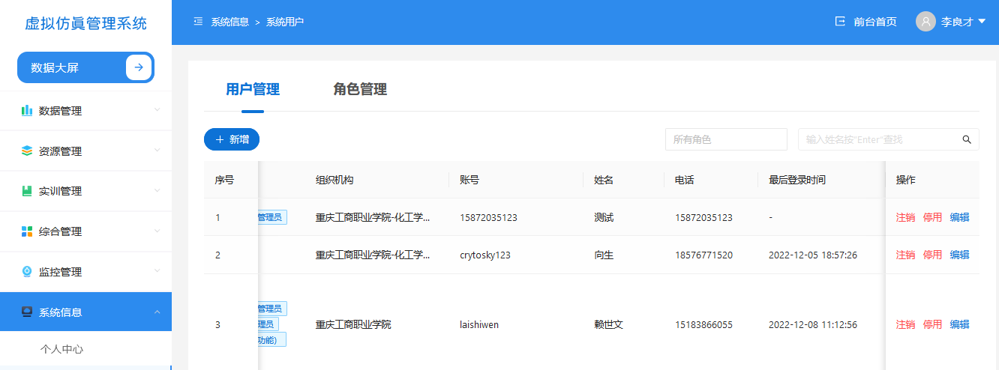 虚拟仿真管理系统
系统信息 > 系统用户
前台首页
李良才
数据大屏
数据管理
资源管理
实训管理
综合管理
监控管理
系统信息
个人中心
用户管理 角色管理
新增
所有角色
输入姓名按"Enter"查找
序号 组织机构 账号 姓名 电话 最后登录时间 操作
1 管理员 重庆工商职业学院-化工学... 15872035123 测试 15872035123 - 注销 停用 编辑
2 重庆工商职业学院-化工学... crytosky123 向生 18576771520 2022-12-05 18:57:26 注销 停用 编辑
管理员
3 理员 重庆工商职业学院 laishiwen 赖世文 15183866055 2022-12-08 11:12:56 注销 停用 编辑
功能)